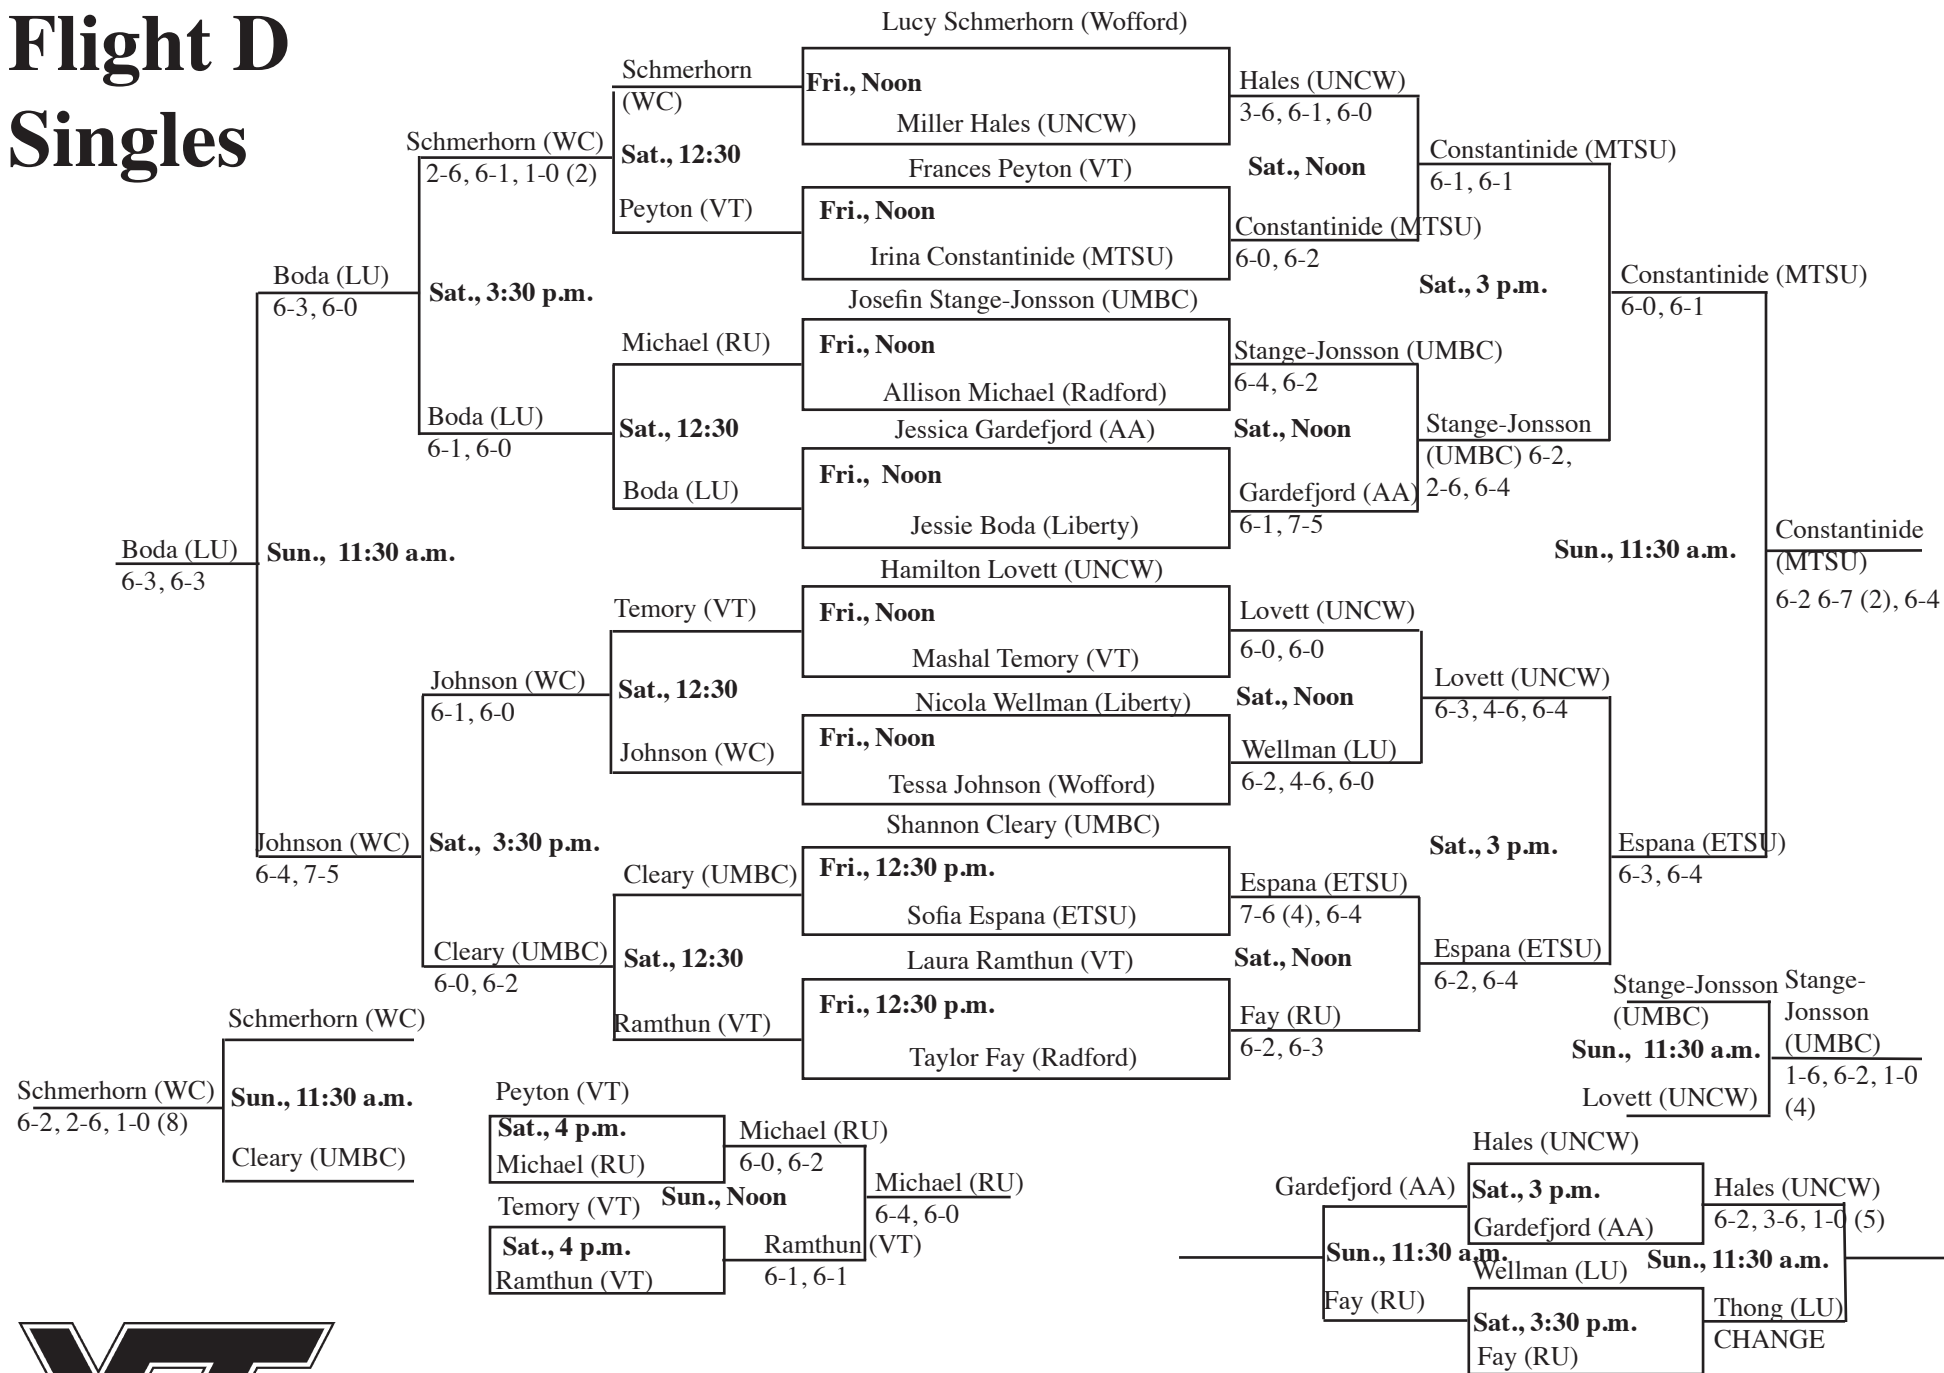 Flight D
Singles
Lucy Schmerhorn (Wofford)
Fri., Noon
Miller Hales (UNCW)
Frances Peyton (VT)
Fri., Noon
Irina Constantinide (MTSU)
Josefin Stange-Jonsson (UMBC)
Fri., Noon
Allison Michael (Radford)
Jessica Gardefjord (AA)
Fri., Noon
Jessie Boda (Liberty)
Hamilton Lovett (UNCW)
Fri., Noon
Mashal Temory (VT)
Nicola Wellman (Liberty)
Fri., Noon
Tessa Johnson (Wofford)
Shannon Cleary (UMBC)
Fri., 12:30 p.m.
Sofia Espana (ETSU)
Laura Ramthun (VT)
Fri., 12:30 p.m.
Taylor Fay (Radford)
Schmerhorn
(WC)
Sat., 12:30
Peyton (VT)
Michael (RU)
Sat., 12:30
Boda (LU)
Temory (VT)
Sat., 12:30
Johnson (WC)
Cleary (UMBC)
Sat., 12:30
Ramthun (VT)
Schmerhorn (WC)
2-6, 6-1, 1-0 (2)
Sat., 3:30 p.m.
Boda (LU)
6-1, 6-0
Johnson (WC)
6-1, 6-0
Sat., 3:30 p.m.
Cleary (UMBC)
6-0, 6-2
Boda (LU)
6-3, 6-0
Sun., 11:30 a.m.
Johnson (WC)
6-4, 7-5
Boda (LU)
6-3, 6-3
Hales (UNCW)
3-6, 6-1, 6-0
Sat., Noon
Constantinide (MTSU)
6-0, 6-2
Stange-Jonsson (UMBC)
6-4, 6-2
Sat., Noon
Gardefjord (AA)
6-1, 7-5
Lovett (UNCW)
6-0, 6-0
Sat., Noon
Wellman (LU)
6-2, 4-6, 6-0
Espana (ETSU)
7-6 (4), 6-4
Sat., Noon
Fay (RU)
6-2, 6-3
Constantinide (MTSU)
6-1, 6-1
Sat., 3 p.m.
Stange-Jonsson
(UMBC) 6-2,
2-6, 6-4
Lovett (UNCW)
6-3, 4-6, 6-4
Sat., 3 p.m.
Espana (ETSU)
6-2, 6-4
Constantinide (MTSU)
6-0, 6-1
Sun., 11:30 a.m.
Espana (ETSU)
6-3, 6-4
Constantinide
(MTSU)
6-2 6-7 (2), 6-4
Schmerhorn (WC)
Sun., 11:30 a.m.
Cleary (UMBC)
Schmerhorn (WC)
6-2, 2-6, 1-0 (8)
Peyton (VT)
Sat., 4 p.m.
Michael (RU)
Temory (VT)
Sat., 4 p.m.
Ramthun (VT)
Michael (RU)
6-0, 6-2
Sun., Noon
Ramthun (VT)
6-1, 6-1
Michael (RU)
6-4, 6-0
Stange-Jonsson
(UMBC)
Sun., 11:30 a.m.
Lovett (UNCW)
Stange-
Jonsson
(UMBC)
1-6, 6-2, 1-0
(4)
Hales (UNCW)
Sat., 3 p.m.
Gardefjord (AA)
Wellman (LU)
Sat., 3:30 p.m.
Fay (RU)
Gardefjord (AA)
Sun., 11:30 a.m.
Fay (RU)
Hales (UNCW)
6-2, 3-6, 1-0 (5)
Sun., 11:30 a.m.
Thong (LU)
CHANGE
VT